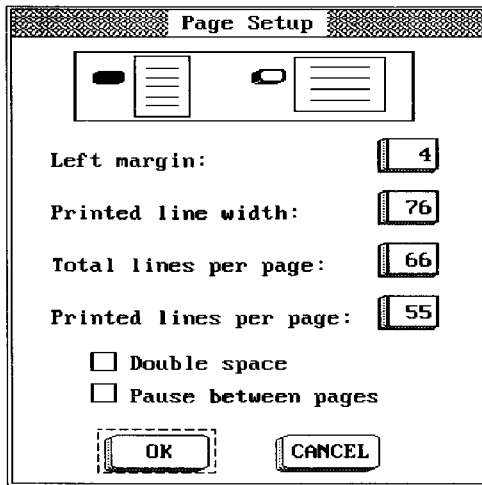 Page Setup
Left margin: 4
Printed line width: 76
Total lines per page: 66
Printed lines per page: 55
Double space
Pause between pages
OK CANCEL